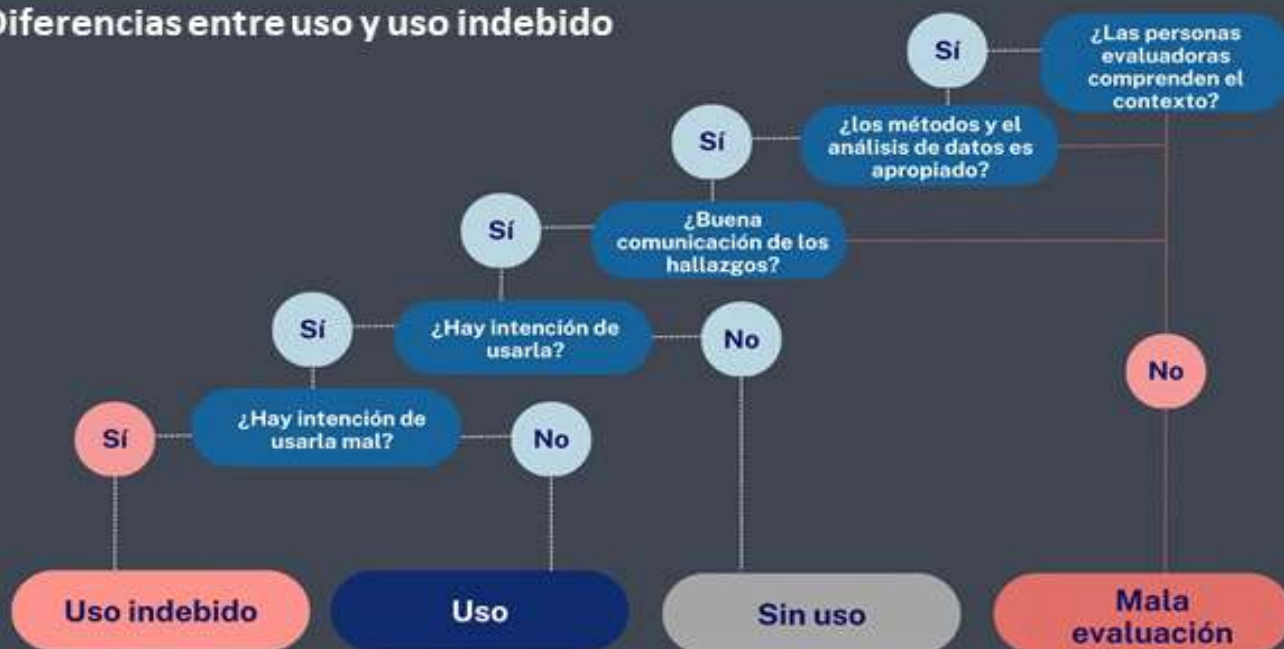 Diferencias entre uso y uso indebido
Sí
¿Las personas
evaluadoras
comprenden el
contexto?
Sí
¿los métodos y el
análisis de datos es
apropiado?
Sí
¿Buena
comunicación de los
hallazgos?
Sí
¿Hay intención de
usarla?
No
No
Sí
¿Hay intención de
usarla mal?
No
Uso indebido
Uso
Sin uso
Mala
evaluación